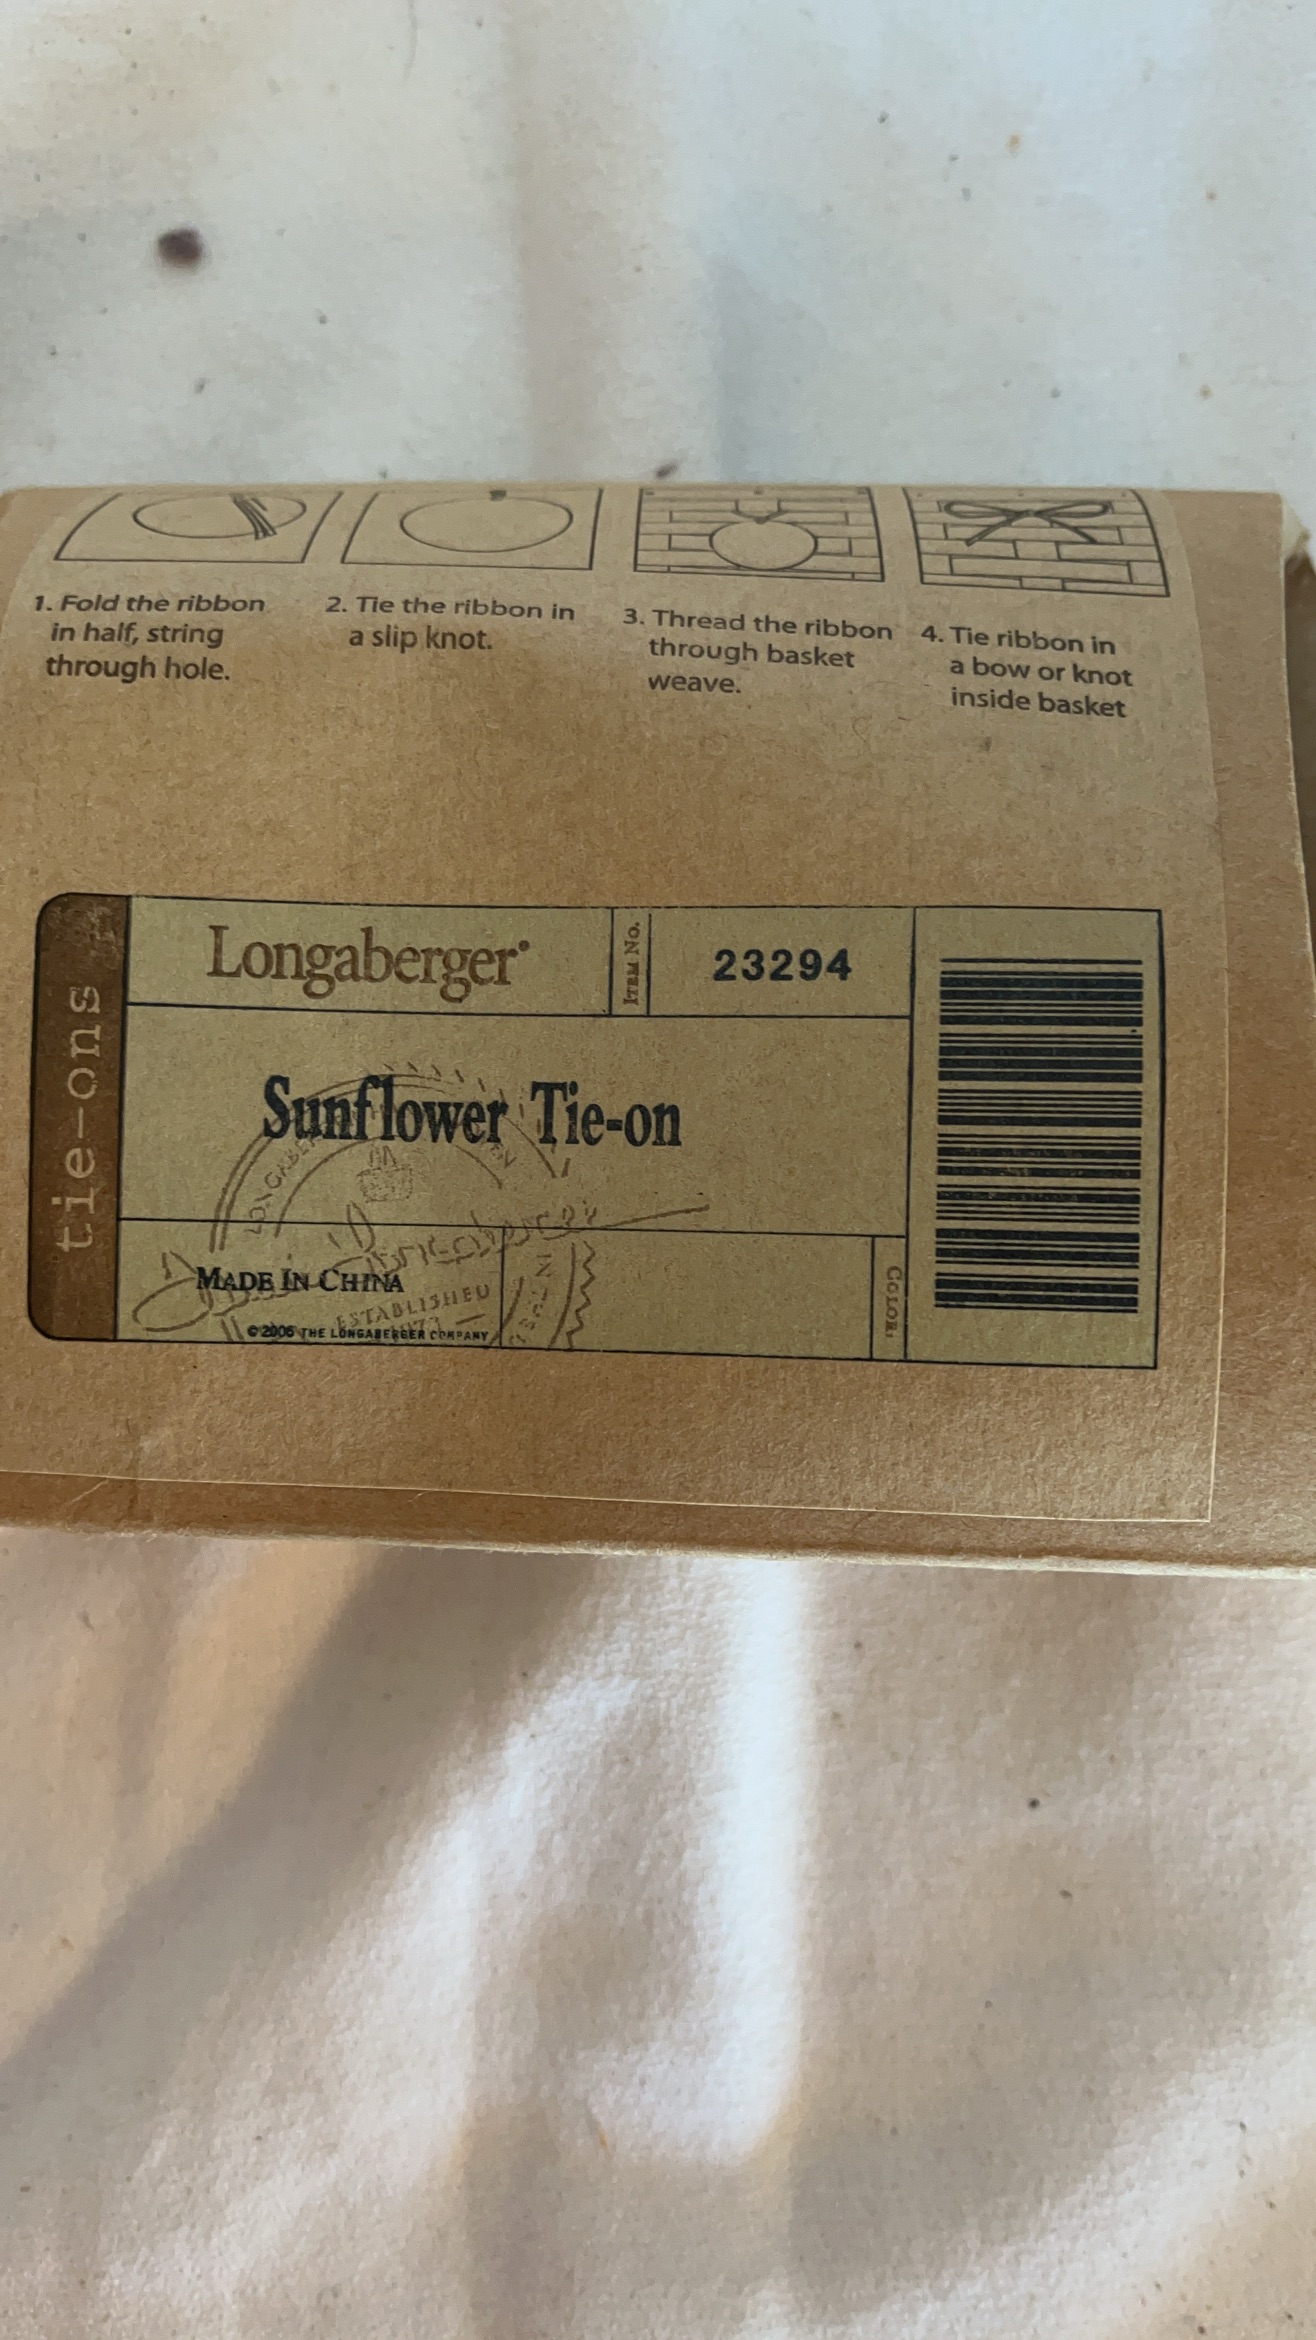 1. Fold the ribbon
in half, string
through hole.
2. Tie the ribbon in
a slip knot.
3. Thread the ribbon
through basket
weave.
4. Tie ribbon in
a bow or knot
inside basket
tie-ons
Longaberger®
ITEM NO.
23294
Sunflower Tie-on
MADE IN CHINA
ESTABLISHED
© 2006 THE LONGABERGER COMPANY
COLOR: